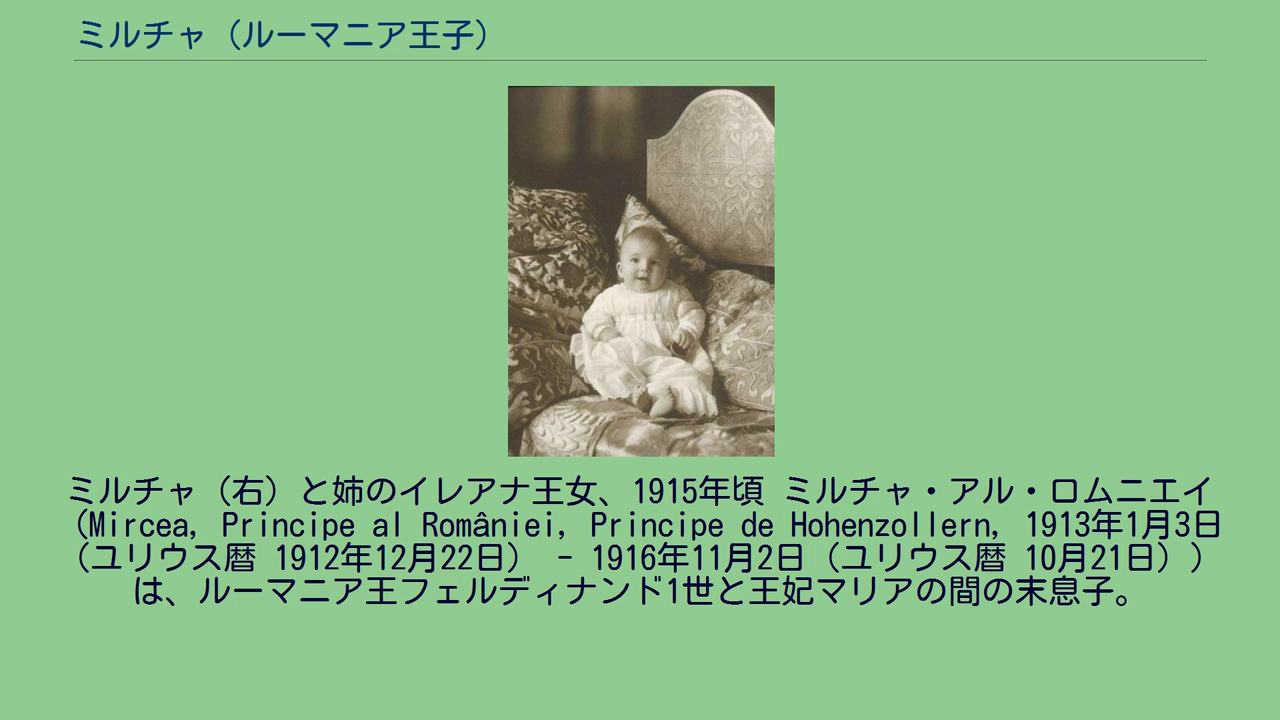 ミルチャ（ルーマニア王子）
ミルチャ（右）と姉のイレアナ王女、1915年頃 ミルチャ・アル・ロムニエイ
（Mircea, Principe al României, Principe de Hohenzollern, 1913年1月3日
（ユリウス暦 1912年12月22日） - 1916年11月2日（ユリウス暦 10月21日））
は、ルーマニア王フェルディナンド1世と王妃マリアの間の末息子。